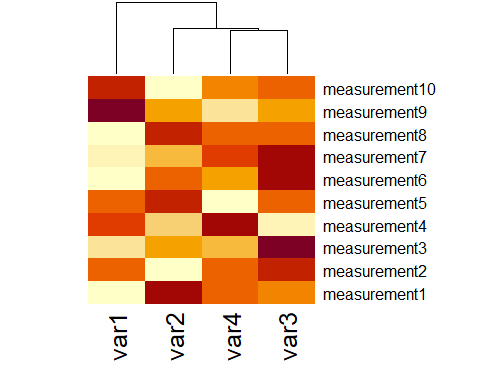 measurement10
measurement9
measurement8
measurement7
measurement6
measurement5
measurement4
measurement3
measurement2
measurement1
var1
var2
var4
var3